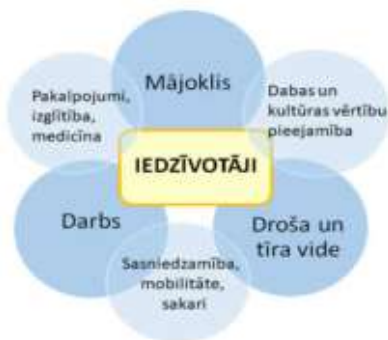 Mājoklis
Pakalpojumi,
izglītība,
medicīna
Dabas un
kultūras vērtību
pieejamība
IEDZĪVOTĀJI
Darbs
Droša un
tīra vide
Sasniedzamība,
mobilitāte,
sakari